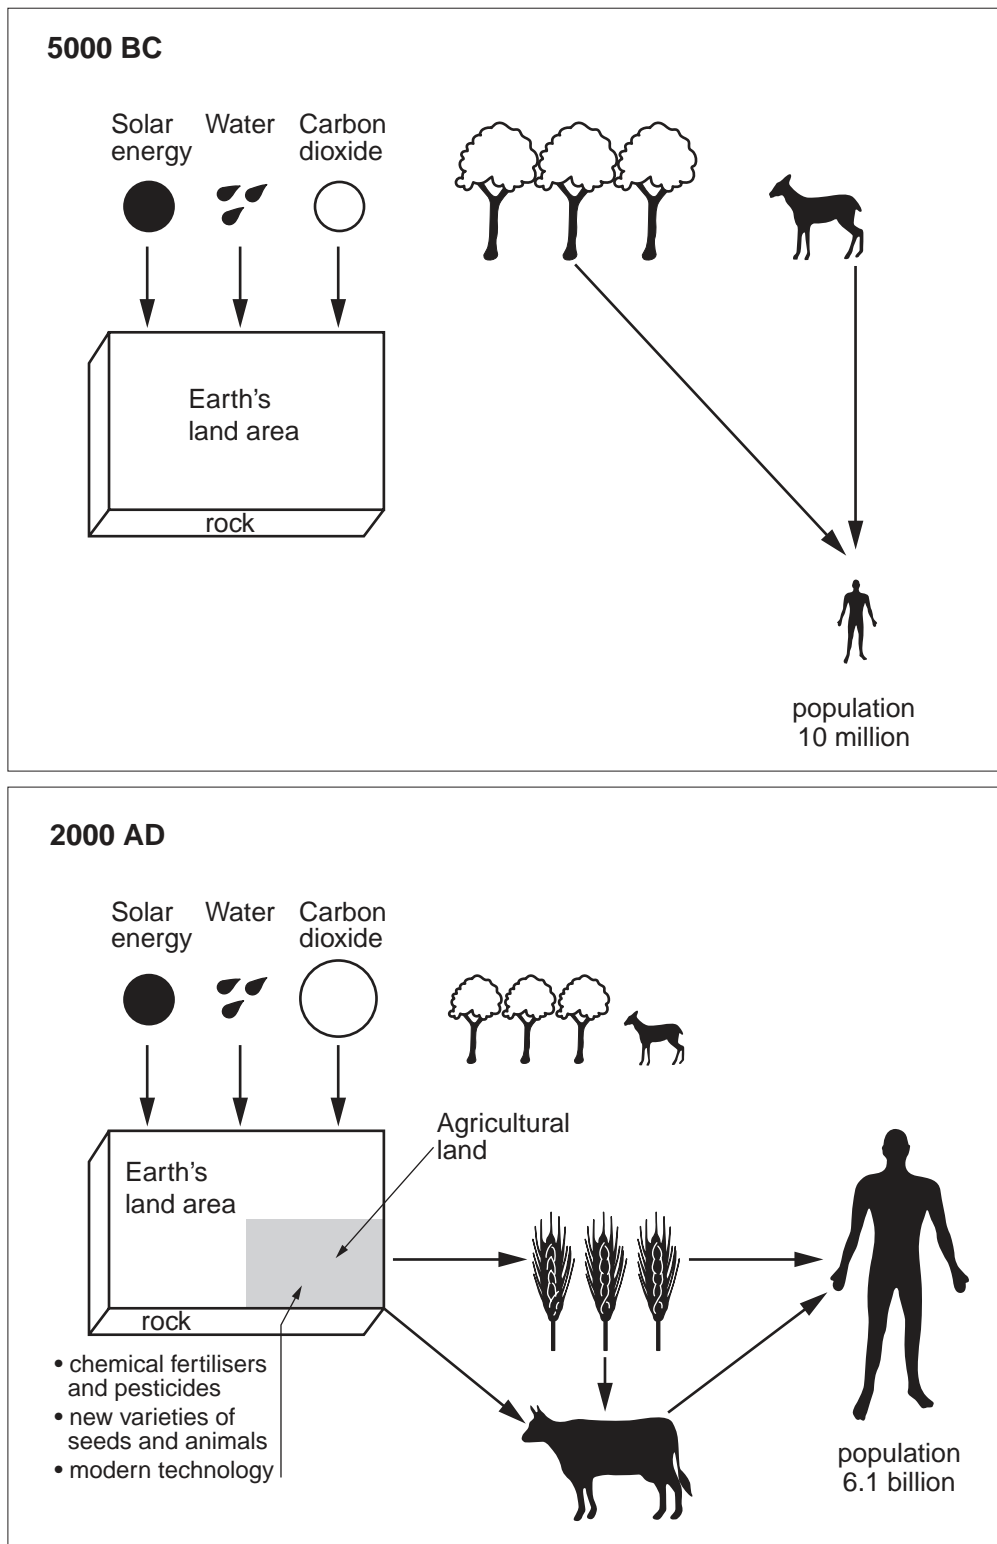 5000 BC
Solar
energy
Water
Carbon
dioxide
Earth's
land area
rock
population
10 million
2000 AD
Solar
energy
Water
Carbon
dioxide
Agricultural
land
Earth's
land area
rock
• chemical fertilisers
and pesticides
• new varieties of
seeds and animals
• modern technology
population
6.1 billion